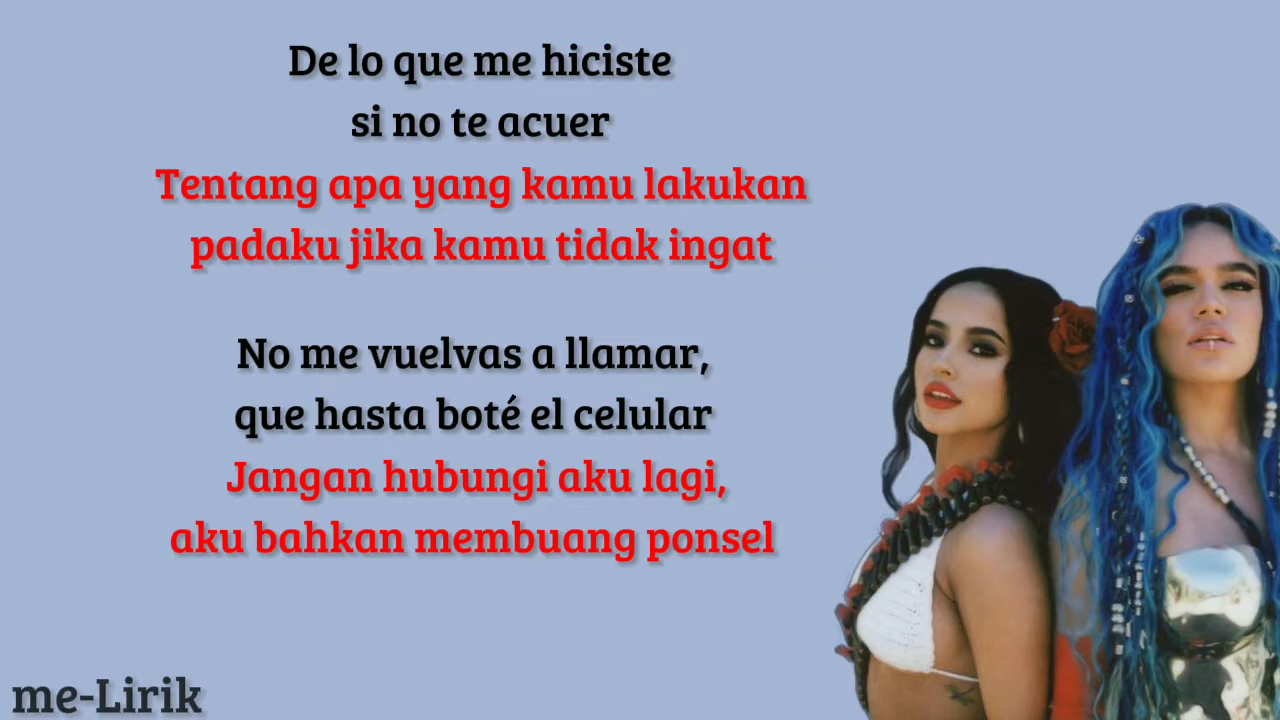 De lo que me hiciste
si no te acuer
Tentang apa yang kamu lakukan
padaku jika kamu tidak ingat
No me vuelvas a llamar,
que hasta boté el celular
Jangan hubungi aku lagi,
aku bahkan membuang ponsel
me-Lirik